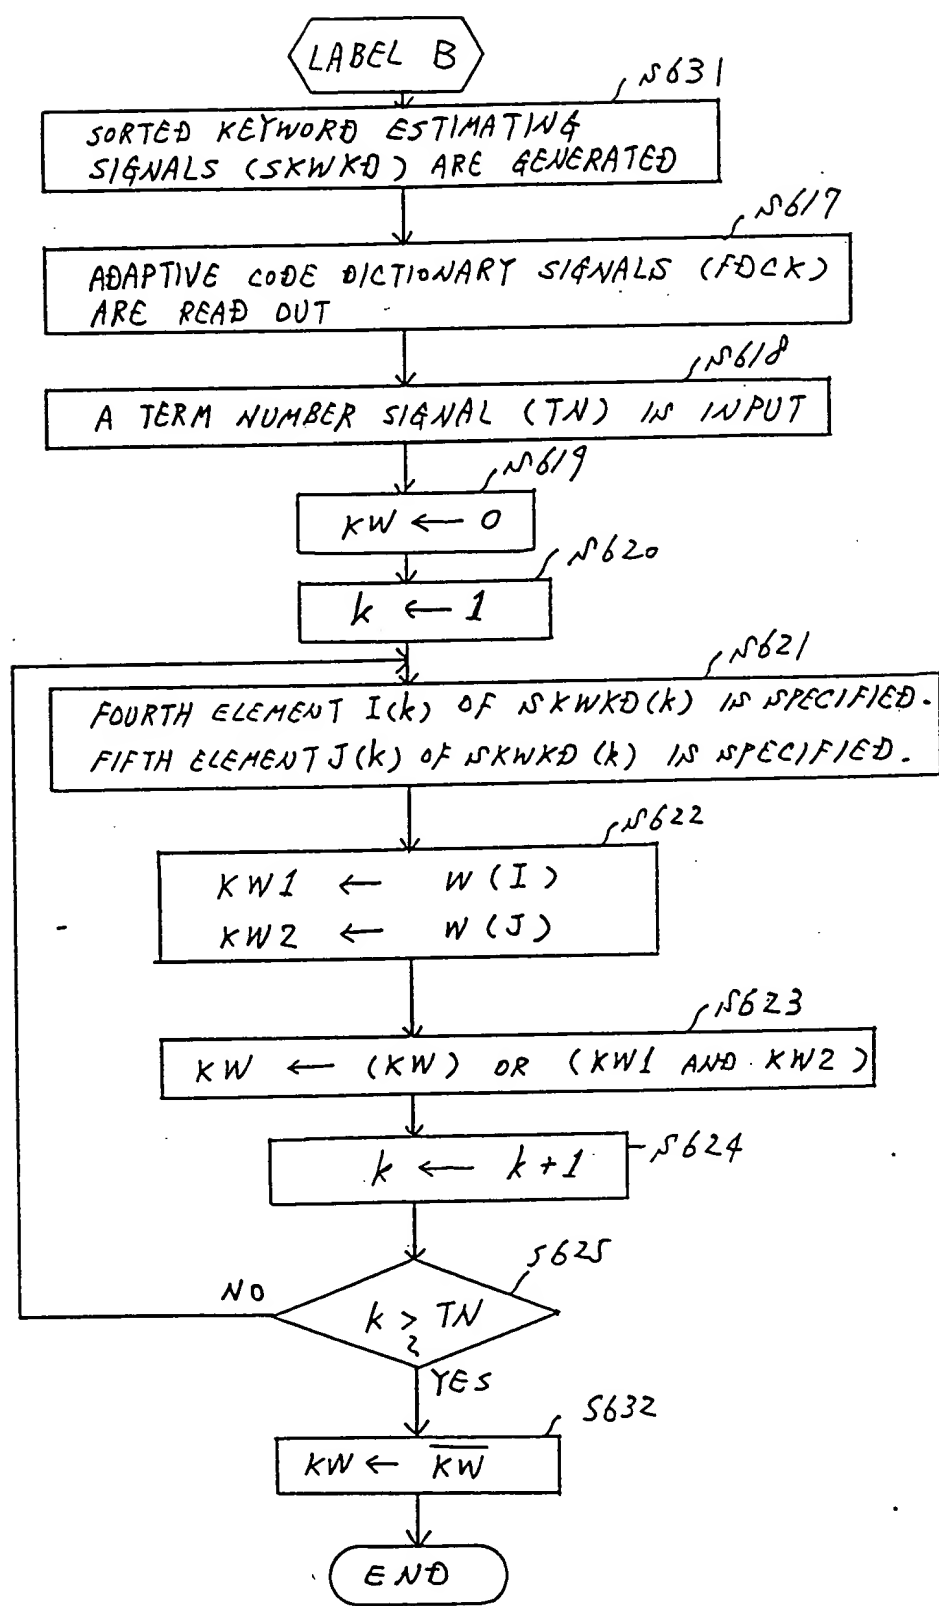 LABEL B
S631
SORTED KEYWORD ESTIMATING
SIGNALS (SKWKD) ARE GENERATED
S617
ADAPTIVE CODE DICTIONARY SIGNALS (FDCK)
ARE READ OUT
S618
A TERM NUMBER SIGNAL (TN) IS INPUT
S619
KW ← 0
S620
k ← 1
S621
FOURTH ELEMENT I(k) OF SKWKD(k) IS SPECIFIED.
FIFTH ELEMENT J(k) OF SKWKD (k) IS SPECIFIED.
S622
KW1 ← W(I)
KW2 ← W(J)
S623
KW ← (KW) OR (KW1 AND KW2)
S624
k ← k+1
S625
NO
k > TN
?
YES
S632
KW ← K̅W̅
END